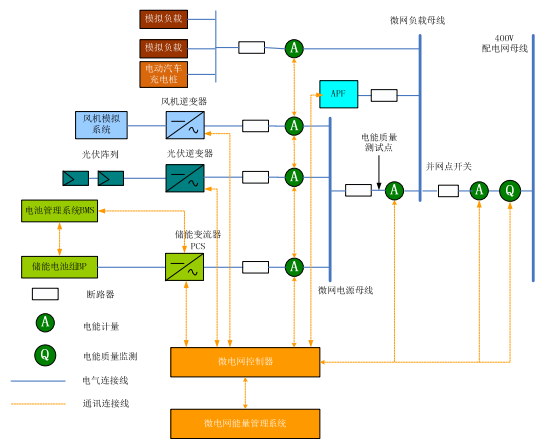 模拟负载
模拟负载
电动汽车
充电桩
A
微网负载母线
400V
配电网母线
APF
风机逆变器
风机模拟
系统
A
光伏阵列
光伏逆变器
A
电能质量
测试点
并网点开关
A
A
Q
电池管理系统BMS
储能变流器
PCS
储能电池组BP
A
微网电源母线
断路器
A
电能计量
Q
电能质量监测
电气连接线
通讯连接线
微电网控制器
微电网能量管理系统